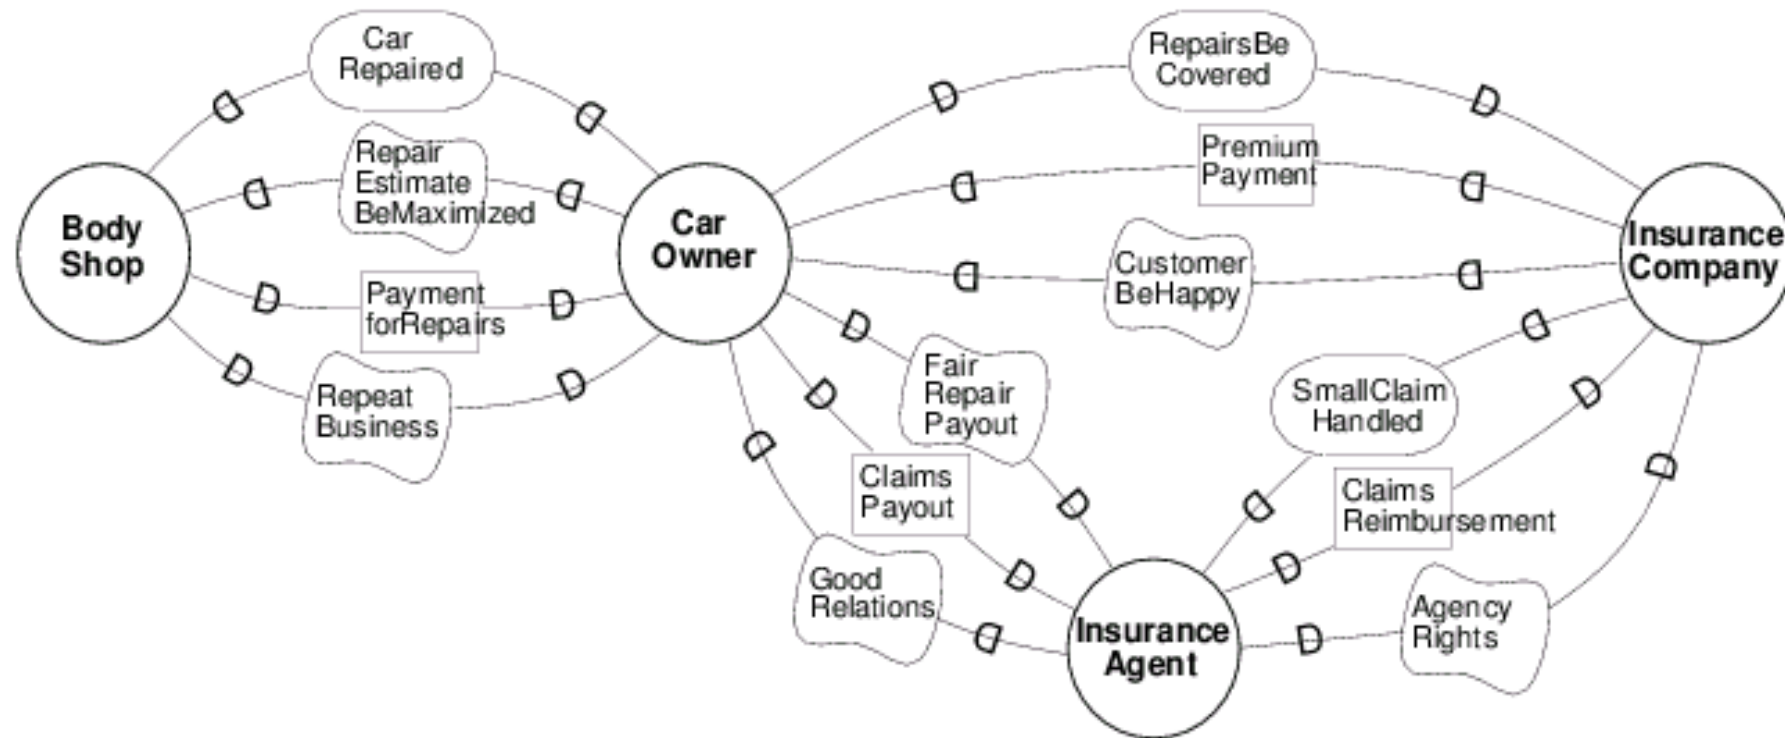 Car
Repaired
RepairsBe
Covered
Repair
Estimate
BeMaximized
Premium
Payment
Body
Shop
Car
Owner
Insurance
Company
Customer
BeHappy
Payment
forRepairs
Repeat
Business
Fair
Repair
Payout
SmallClaim
Handled
Claims
Payout
Claims
Reimbursement
Good
Relations
Insurance
Agent
Agency
Rights